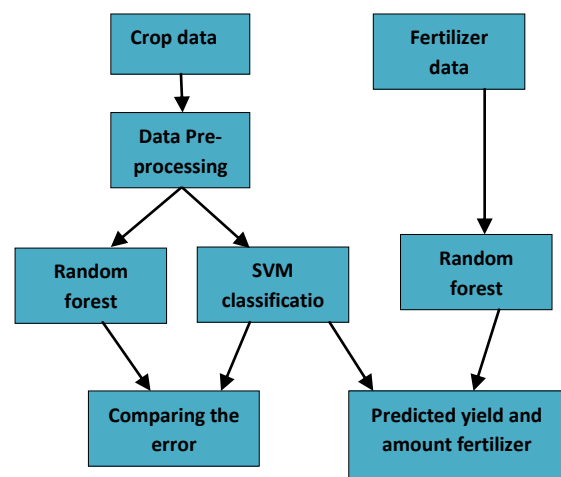 Crop data
Fertilizer
data
Data Pre-
processing
Random
forest
SVM
classificatio
Random
forest
Comparing the
error
Predicted yield and
amount fertilizer